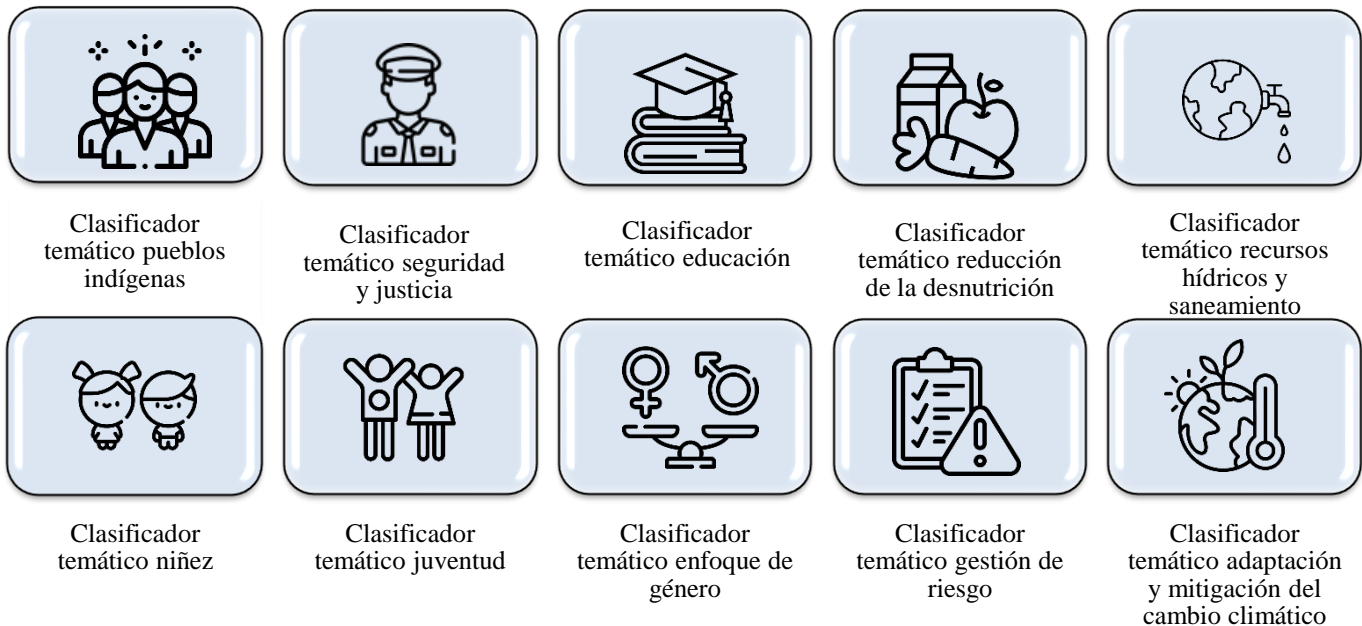 Clasificador
temático pueblos
indígenas
Clasificador
temático seguridad
y justicia
Clasificador
temático educación
Clasificador
temático reducción
de la desnutrición
Clasificador
temático recursos
hídricos y
saneamiento
Clasificador
temático niñez
Clasificador
temático juventud
Clasificador
temático enfoque de
género
Clasificador
temático gestión de
riesgo
Clasificador
temático adaptación
y mitigación del
cambio climático